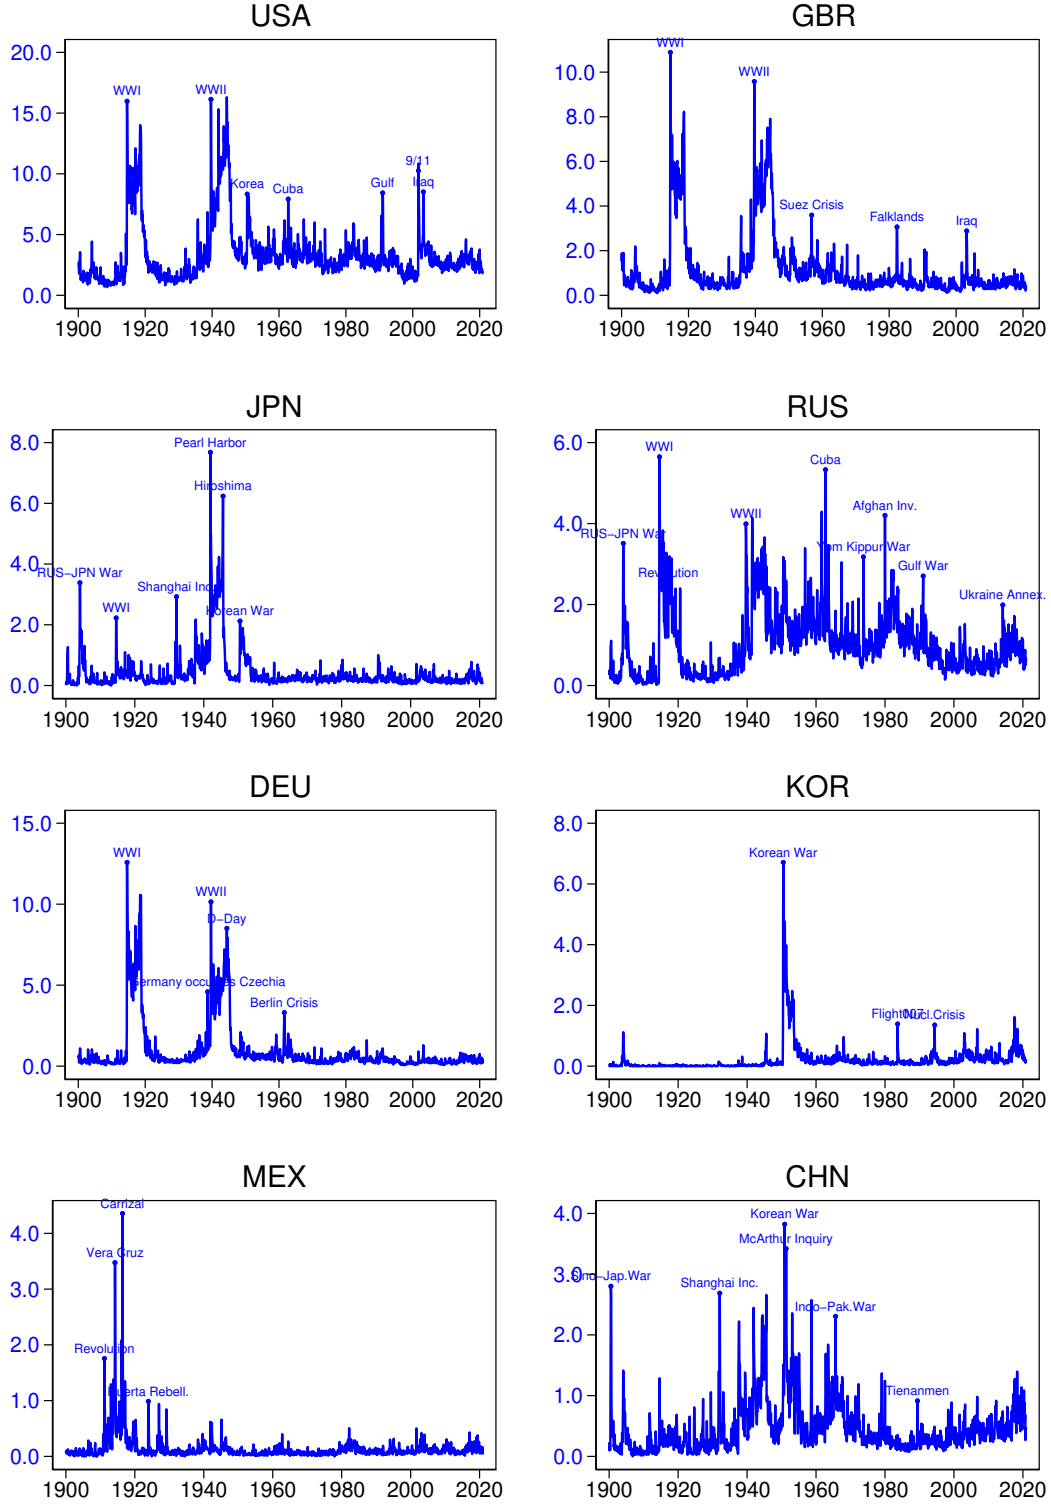 USA
20.0
15.0
10.0
5.0
0.0
WWI
WWII
Korea
Cuba
Gulf
9/11
Iraq
1900 1920 1940 1960 1980 2000 2020
GBR
10.0
8.0
6.0
4.0
2.0
0.0
WWI
WWII
Suez Crisis
Falklands
Iraq
1900 1920 1940 1960 1980 2000 2020
JPN
8.0
6.0
4.0
2.0
0.0
RUS-JPN War
WWI
Shanghai Inc.
Pearl Harbor
Hiroshima
Korean War
1900 1920 1940 1960 1980 2000 2020
RUS
6.0
4.0
2.0
0.0
RUS-JPN War
WWI
Revolution
WWII
Cuba
Yom Kippur War
Afghan Inv.
Gulf War
Ukraine Annex.
1900 1920 1940 1960 1980 2000 2020
DEU
15.0
10.0
5.0
0.0
WWI
WWII
D-Day
Germany occupies Czechia
Berlin Crisis
1900 1920 1940 1960 1980 2000 2020
KOR
8.0
6.0
4.0
2.0
0.0
Korean War
Flight007
Nucl.Crisis
1900 1920 1940 1960 1980 2000 2020
MEX
4.0
3.0
2.0
1.0
0.0
Carrizal
Vera Cruz
Revolution
Huerta Rebell.
1900 1920 1940 1960 1980 2000 2020
CHN
4.0
3.0
2.0
1.0
0.0
Sino-Jap.War
Shanghai Inc.
Korean War
McArthur Inquiry
Indo-Pak.War
Tienanmen
1900 1920 1940 1960 1980 2000 2020